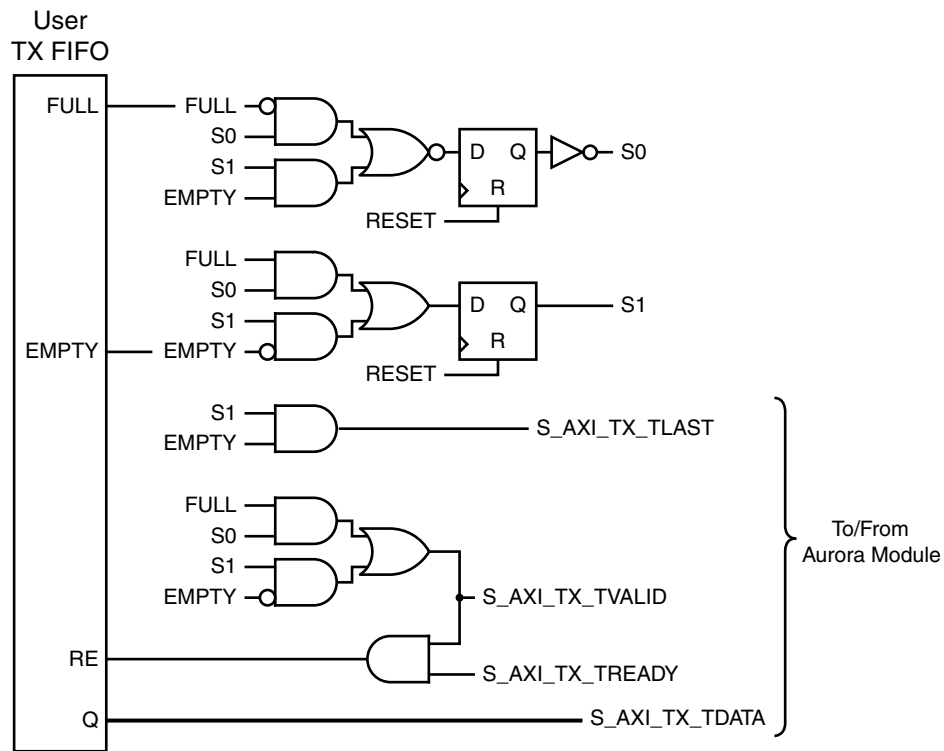 User
TX FIFO
FULL
FULL
S0
S1
EMPTY
D Q
R
S0
RESET
FULL
S0
S1
EMPTY
EMPTY
D Q
R
S1
RESET
S1
EMPTY
S_AXI_TX_TLAST
FULL
S0
S1
EMPTY
S_AXI_TX_TVALID
To/From
Aurora Module
RE
S_AXI_TX_TREADY
Q
S_AXI_TX_TDATA